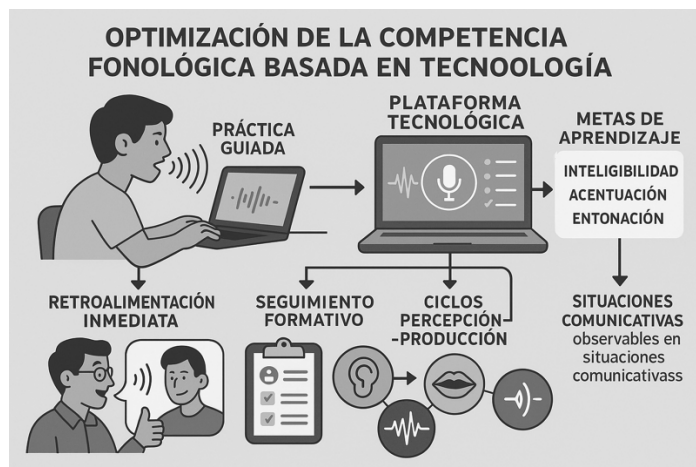 OPTIMIZACIÓN DE LA COMPETENCIA
FONOLÓGICA BASADA EN TECNOOLOGÍA
PRÁCTICA
GUIADA
PLATAFORMA
TECNOLÓGICA
METAS DE
APRENDIZAJE
INTELIGIBILIDAD
ACENTUACIÓN
ENTONACIÓN
RETROALIMENTACIÓN
INMEDIATA
SEGUIMIENTO
FORMATIVO
CICLOS
PERCEPCIÓN
-PRODUCCIÓN
SITUACIONES
COMUNICATIVAS
observables en
situaciones
comunicativass